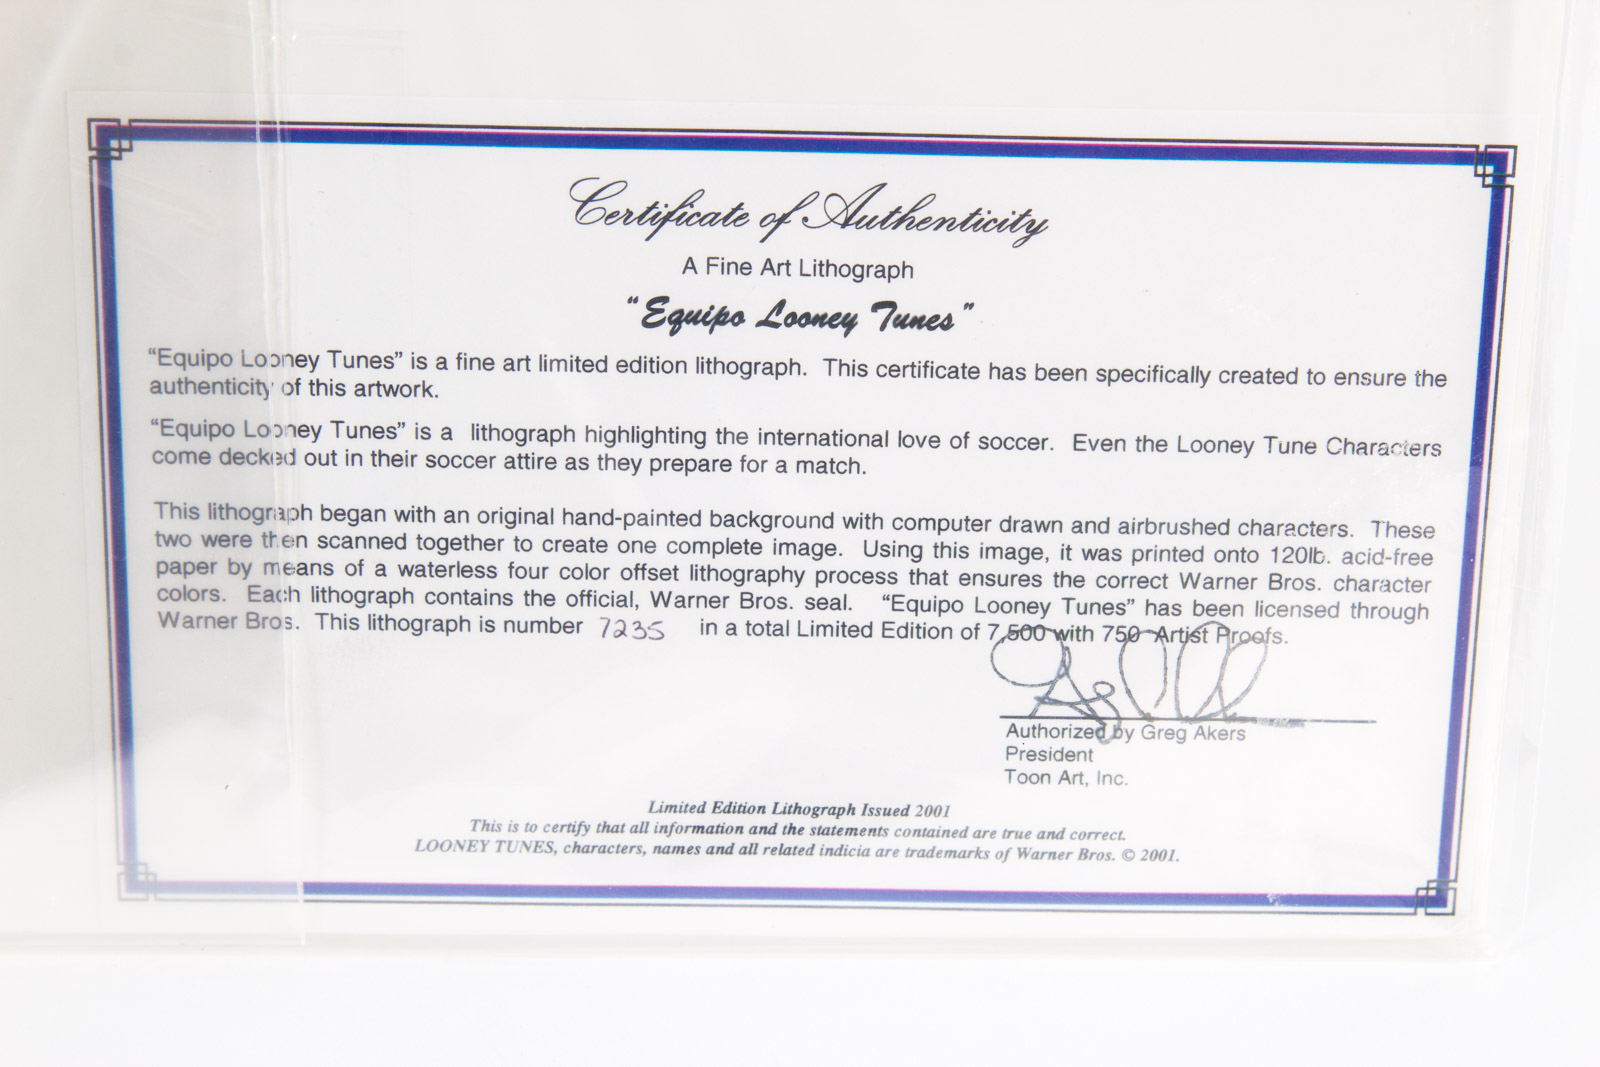 Certificate of Authenticity
A Fine Art Lithograph
“Equipo Looney Tunes”
“Equipo Looney Tunes” is a fine art limited edition lithograph. This certificate has been specifically created to ensure the
authenticity of this artwork.
“Equipo Looney Tunes” is a lithograph highlighting the international love of soccer. Even the Looney Tune Characters
come decked out in their soccer attire as they prepare for a match.
This lithograph began with an original hand-painted background with computer drawn and airbrushed characters. These
two were then scanned together to create one complete image. Using this image, it was printed onto 120lb. acid-free
paper by means of a waterless four color offset lithography process that ensures the correct Warner Bros. character
colors. Each lithograph contains the official, Warner Bros. seal. “Equipo Looney Tunes” has been licensed through
Warner Bros. This lithograph is number 7235 in a total Limited Edition of 7,500 with 750 Artist Proofs.
Authorized by Greg Akers
President
Toon Art, Inc.
Limited Edition Lithograph Issued 2001
This is to certify that all information and the statements contained are true and correct.
LOONEY TUNES, characters, names and all related indicia are trademarks of Warner Bros. © 2001.